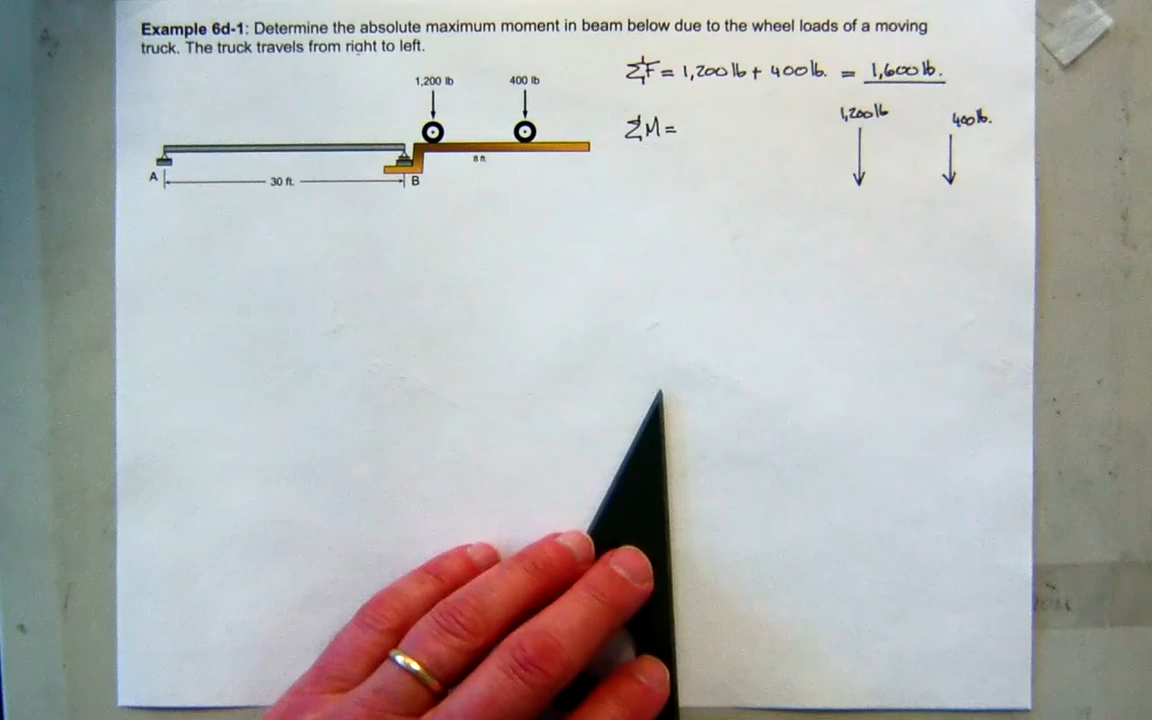 Example 6d-1: Determine the absolute maximum moment in beam below due to the wheel loads of a moving
truck. The truck travels from right to left.
1,200 lb
400 lb
8 ft.
A
30 ft.
B
ΣF = 1,200 lb + 400 lb. = 1,600 lb.
ΣM =
1,200 lb
400 lb.